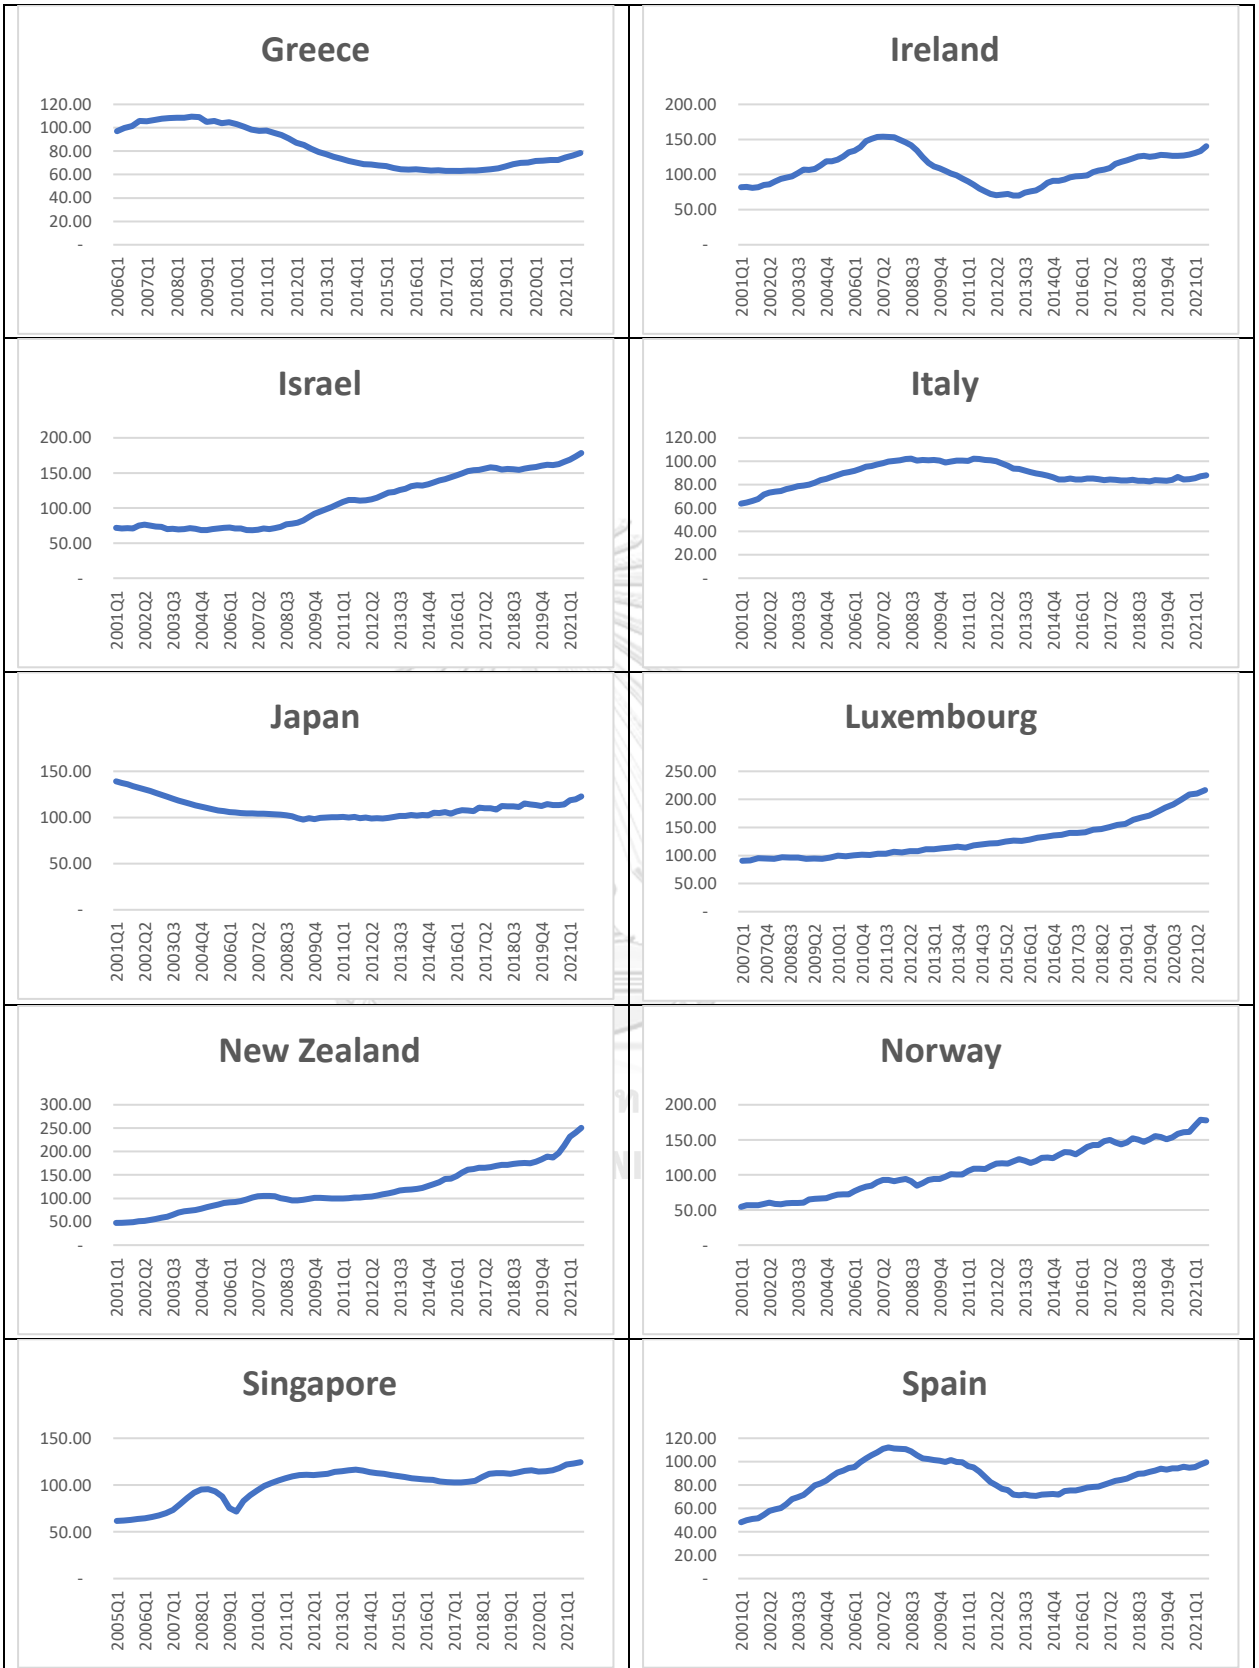 Greece
120.00
100.00
80.00
60.00
40.00
20.00
-
2006Q1 2007Q1 2008Q1 2009Q1 2010Q1 2011Q1 2012Q1 2013Q1 2014Q1 2015Q1 2016Q1 2017Q1 2018Q1 2019Q1 2020Q1 2021Q1
Ireland
200.00
150.00
100.00
50.00
-
2001Q1 2002Q2 2003Q3 2004Q4 2006Q1 2007Q2 2008Q3 2009Q4 2011Q1 2012Q2 2013Q3 2014Q4 2016Q1 2017Q2 2018Q3 2019Q4 2021Q1
Israel
200.00
150.00
100.00
50.00
-
2001Q1 2002Q2 2003Q3 2004Q4 2006Q1 2007Q2 2008Q3 2009Q4 2011Q1 2012Q2 2013Q3 2014Q4 2016Q1 2017Q2 2018Q3 2019Q4 2021Q1
Italy
120.00
100.00
80.00
60.00
40.00
20.00
-
2001Q1 2002Q2 2003Q3 2004Q4 2006Q1 2007Q2 2008Q3 2009Q4 2011Q1 2012Q2 2013Q3 2014Q4 2016Q1 2017Q2 2018Q3 2019Q4 2021Q1
Japan
150.00
100.00
50.00
-
2001Q1 2002Q2 2003Q3 2004Q4 2006Q1 2007Q2 2008Q3 2009Q4 2011Q1 2012Q2 2013Q3 2014Q4 2016Q1 2017Q2 2018Q3 2019Q4 2021Q1
Luxembourg
250.00
200.00
150.00
100.00
50.00
-
2007Q1 2007Q4 2008Q3 2009Q2 2010Q1 2010Q4 2011Q3 2012Q2 2013Q1 2013Q4 2014Q3 2015Q2 2016Q1 2016Q4 2017Q3 2018Q2 2019Q1 2019Q4 2020Q3 2021Q2
New Zealand
300.00
250.00
200.00
150.00
100.00
50.00
-
2001Q1 2002Q2 2003Q3 2004Q4 2006Q1 2007Q2 2008Q3 2009Q4 2011Q1 2012Q2 2013Q3 2014Q4 2016Q1 2017Q2 2018Q3 2019Q4 2021Q1
Norway
200.00
150.00
100.00
50.00
-
2001Q1 2002Q2 2003Q3 2004Q4 2006Q1 2007Q2 2008Q3 2009Q4 2011Q1 2012Q2 2013Q3 2014Q4 2016Q1 2017Q2 2018Q3 2019Q4 2021Q1
Singapore
150.00
100.00
50.00
-
2005Q1 2006Q1 2007Q1 2008Q1 2009Q1 2010Q1 2011Q1 2012Q1 2013Q1 2014Q1 2015Q1 2016Q1 2017Q1 2018Q1 2019Q1 2020Q1 2021Q1
Spain
120.00
100.00
80.00
60.00
40.00
20.00
-
2001Q1 2002Q2 2003Q3 2004Q4 2006Q1 2007Q2 2008Q3 2009Q4 2011Q1 2012Q2 2013Q3 2014Q4 2016Q1 2017Q2 2018Q3 2019Q4 2021Q1